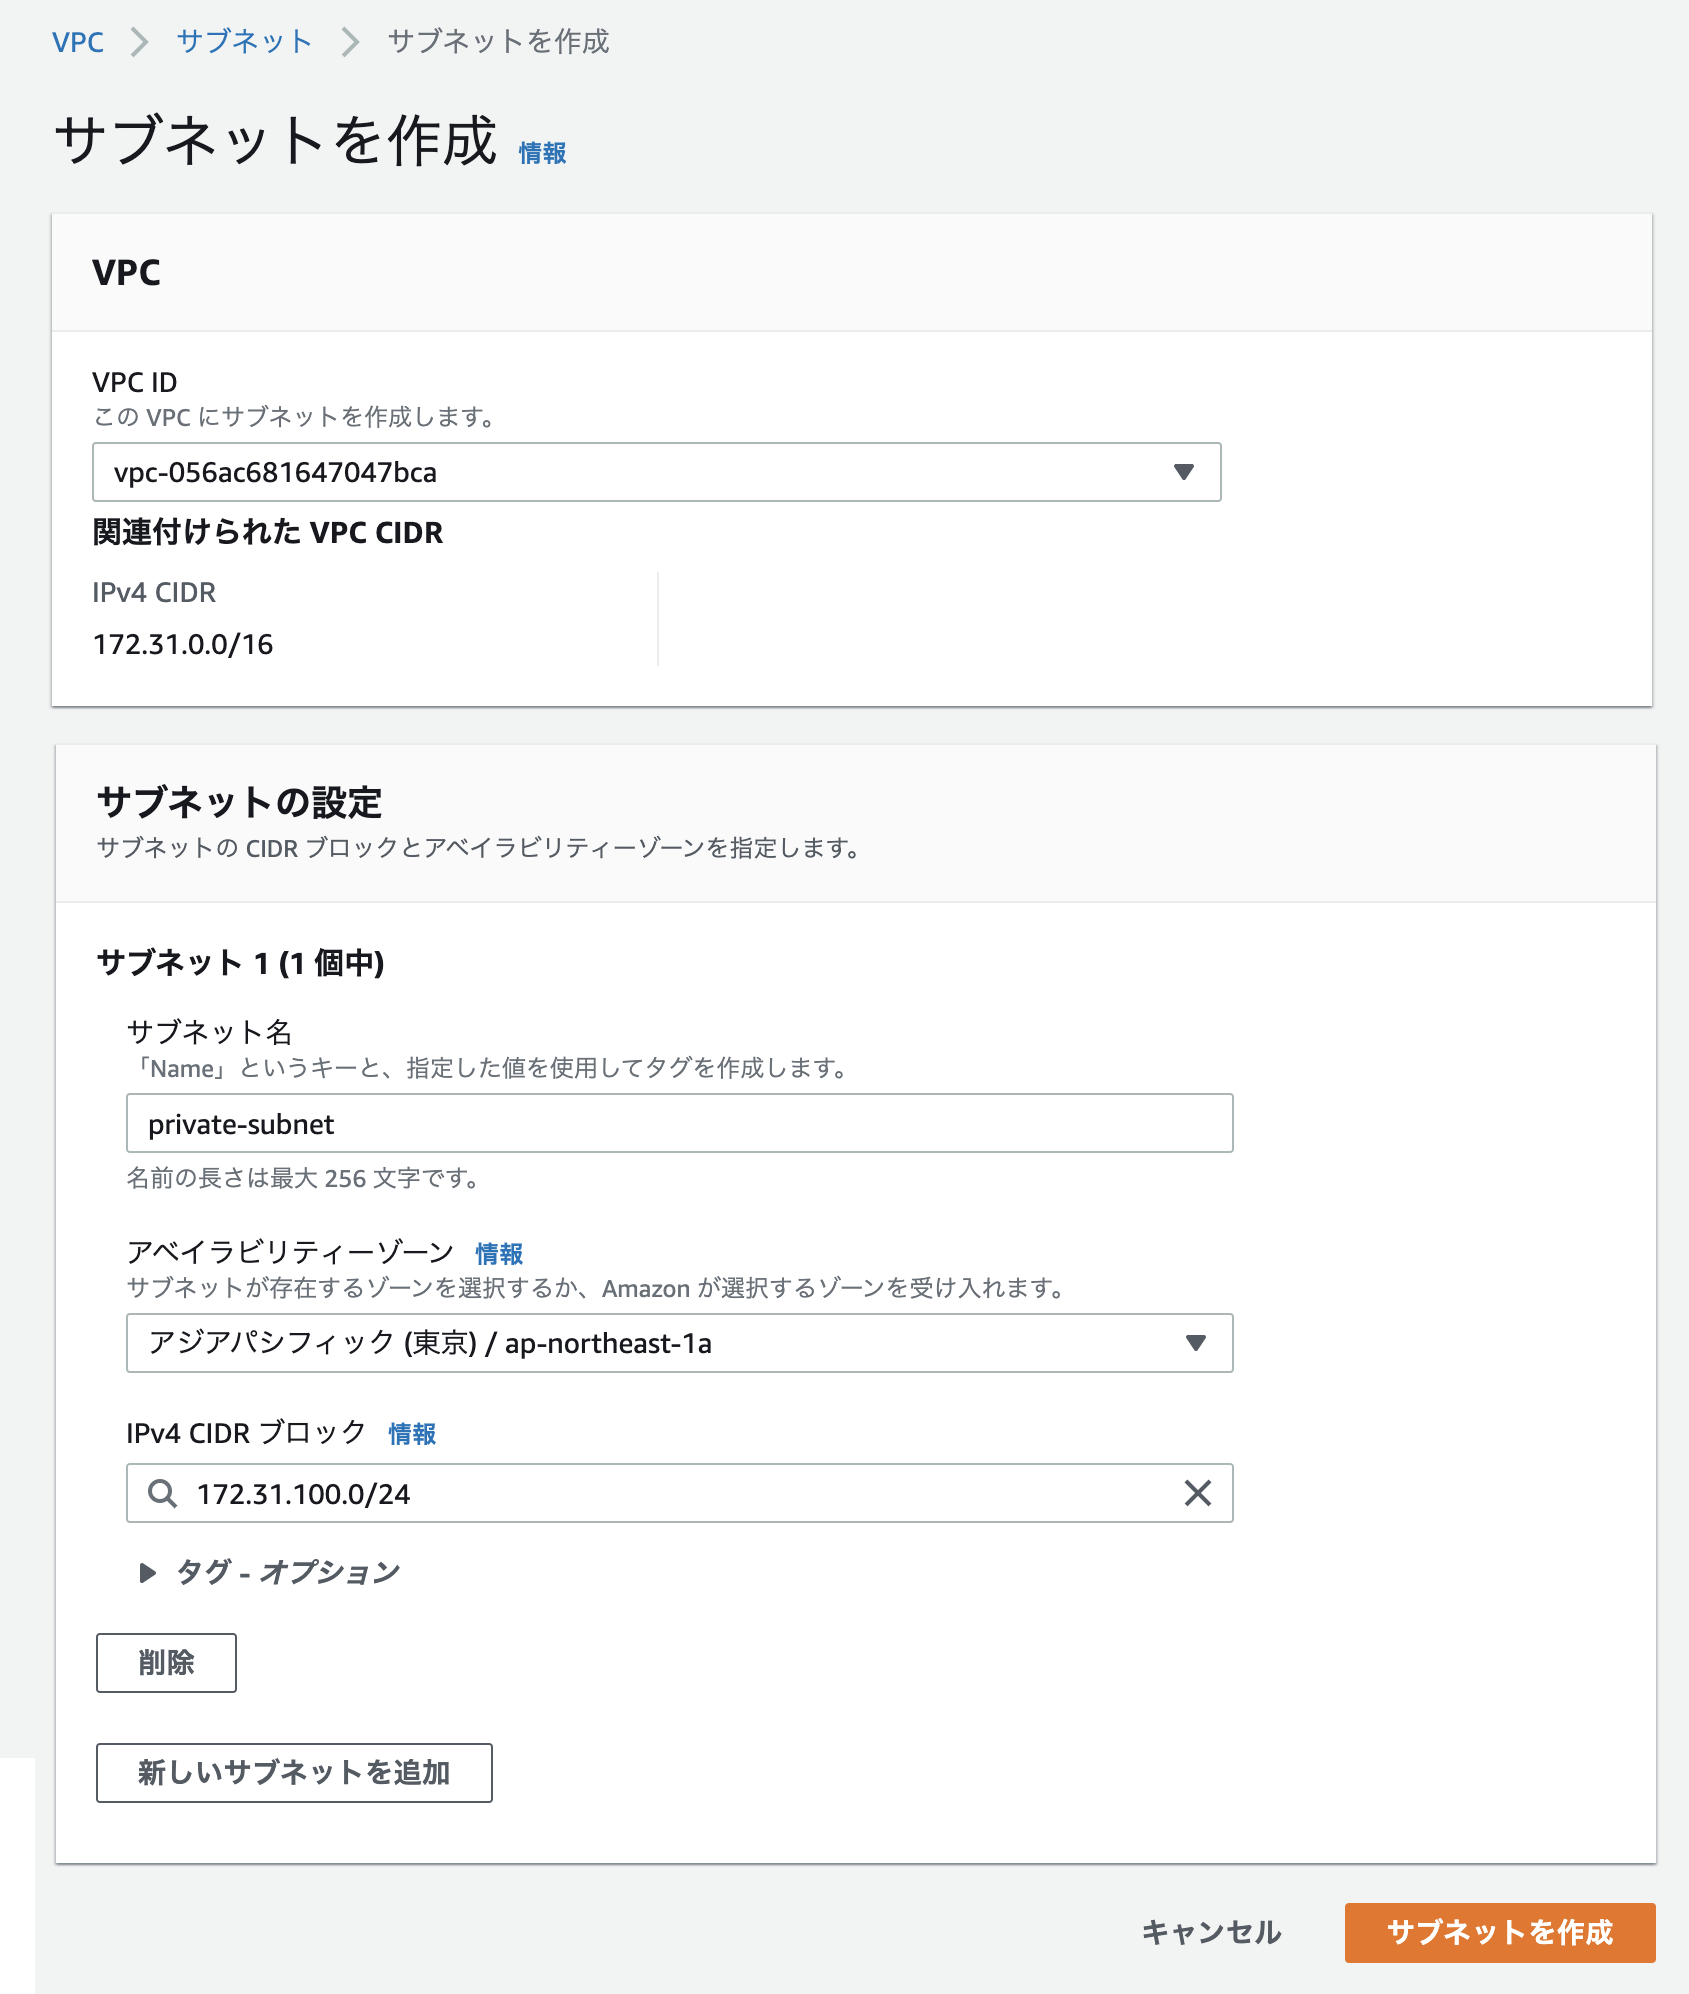 VPC > サブネット > サブネットを作成
サブネットを作成 情報
VPC
VPC ID
この VPC にサブネットを作成します。
vpc-056ac681647047bca
関連付けられた VPC CIDR
IPv4 CIDR
172.31.0.0/16
サブネットの設定
サブネットの CIDR ブロックとアベイラビリティーゾーンを指定します。
サブネット 1 (1 個中)
サブネット名
「Name」というキーと、指定した値を使用してタグを作成します。
private-subnet
名前の長さは最大 256 文字です。
アベイラビリティーゾーン 情報
サブネットが存在するゾーンを選択するか、Amazon が選択するゾーンを受け入れます。
アジアパシフィック (東京) / ap-northeast-1a
IPv4 CIDR ブロック 情報
172.31.100.0/24
タグ - オプション
削除
新しいサブネットを追加
キャンセル サブネットを作成